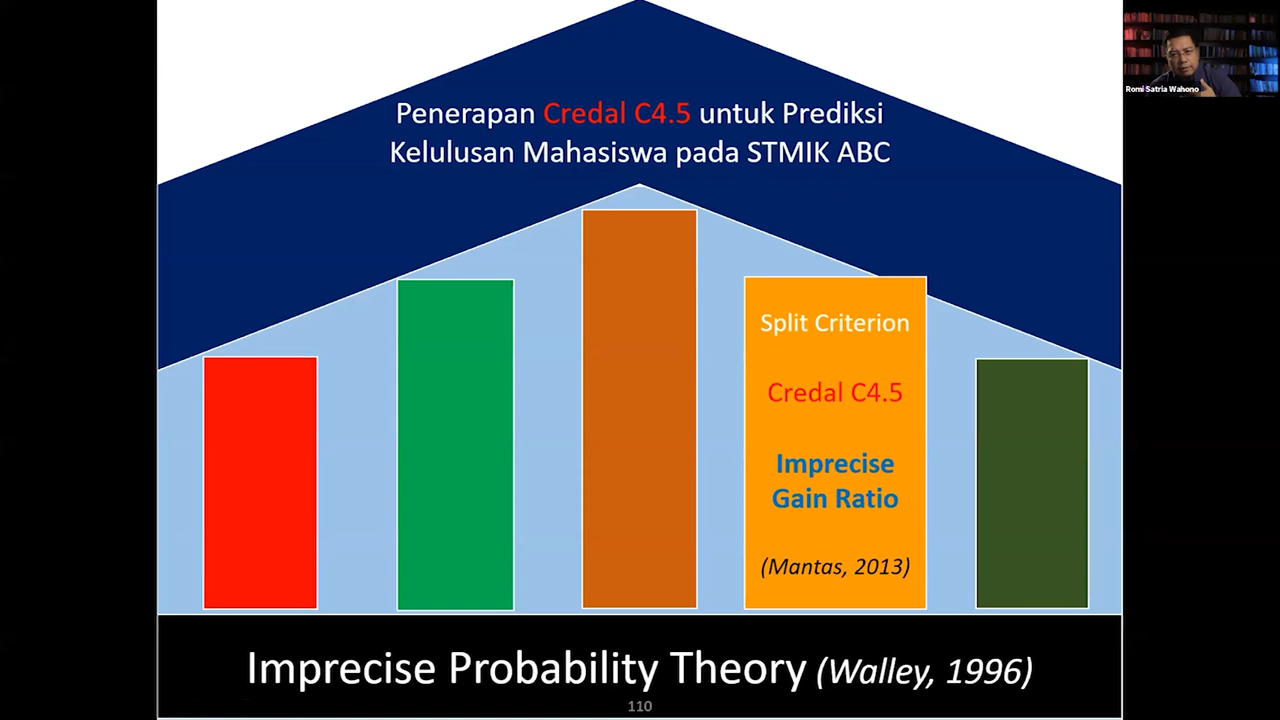 Penerapan Credal C4.5 untuk Prediksi
Kelulusan Mahasiswa pada STMIK ABC
Split Criterion
Credal C4.5
Imprecise
Gain Ratio
(Mantas, 2013)
Imprecise Probability Theory (Walley, 1996)
110
Romi Satria Wahono